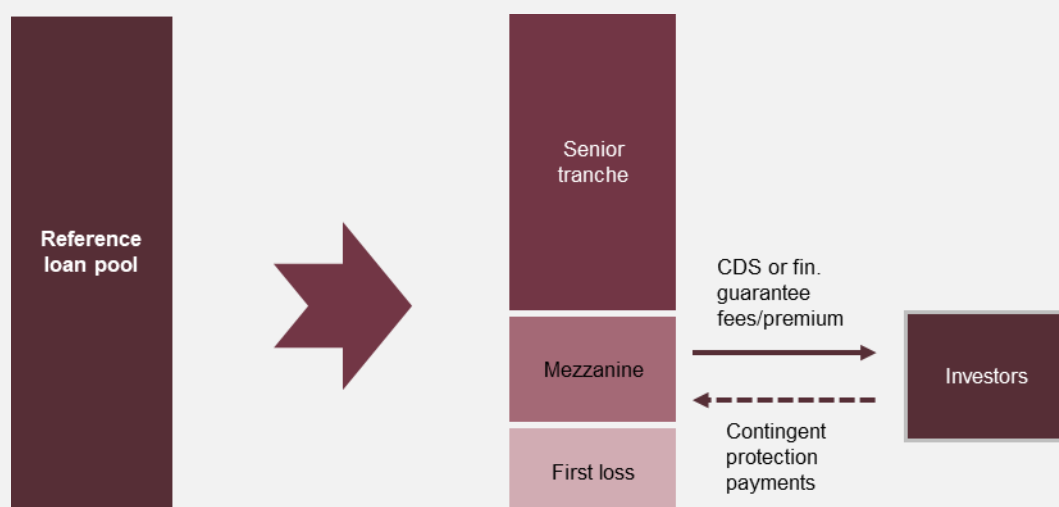 Reference
loan pool
Senior
tranche
Mezzanine
First loss
CDS or fin.
guarantee
fees/premium
Contingent
protection
payments
Investors